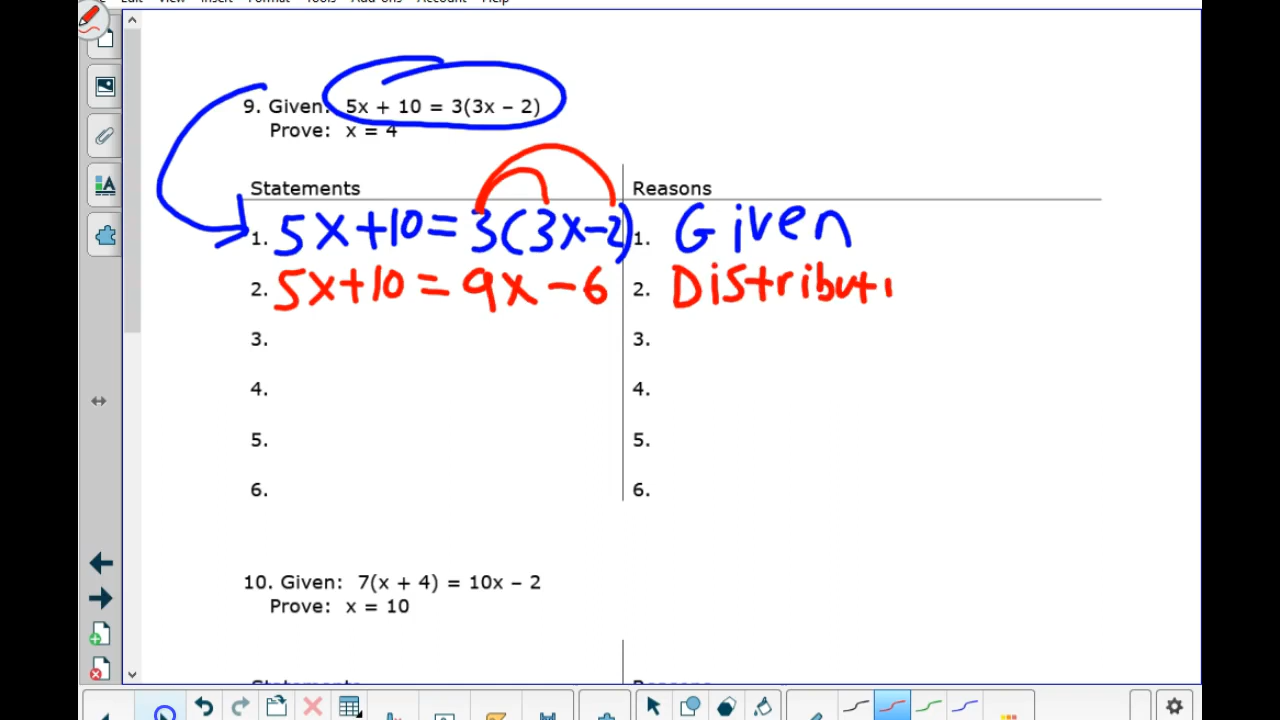 9. Given: 5x + 10 = 3(3x – 2)
Prove: x = 4
Statements Reasons
1. 5x+10=3(3x-2) 1. Given
2. 5x+10=9x-6 2. Distributi
3. 3.
4. 4.
5. 5.
6. 6.
10. Given: 7(x + 4) = 10x – 2
Prove: x = 10